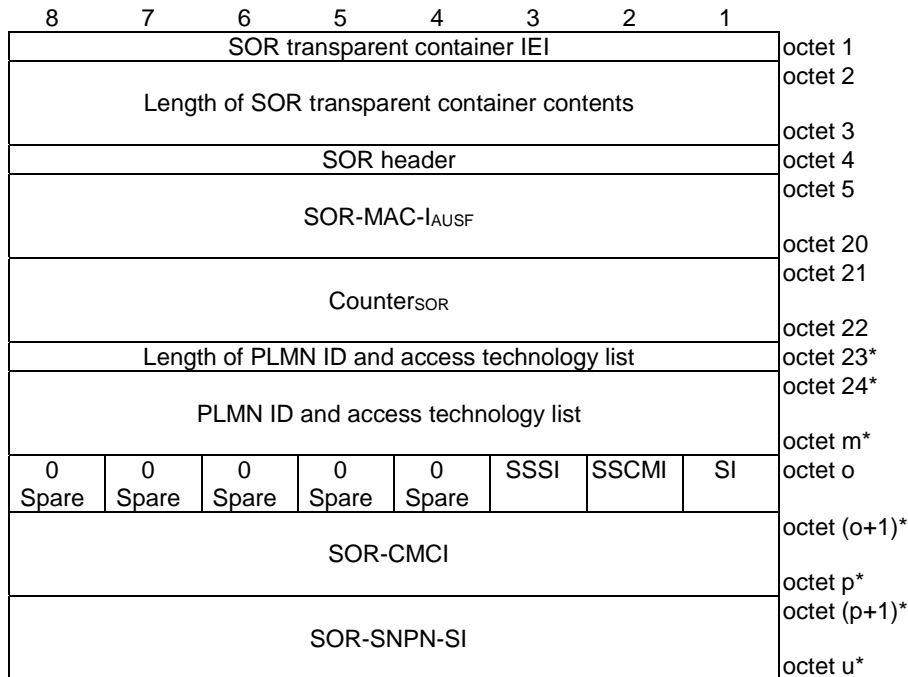 8 7 6 5 4 3 2 1
SOR transparent container IEI octet 1
octet 2
Length of SOR transparent container contents
octet 3
SOR header octet 4
octet 5
SOR-MAC-IAUSF
octet 20
octet 21
CounterSOR
octet 22
Length of PLMN ID and access technology list octet 23*
octet 24*
PLMN ID and access technology list
octet m*
0 0 0 0 0 SSSI SSCMI SI octet o
Spare Spare Spare Spare Spare
octet (o+1)*
SOR-CMCI
octet p*
octet (p+1)*
SOR-SNPN-SI
octet u*